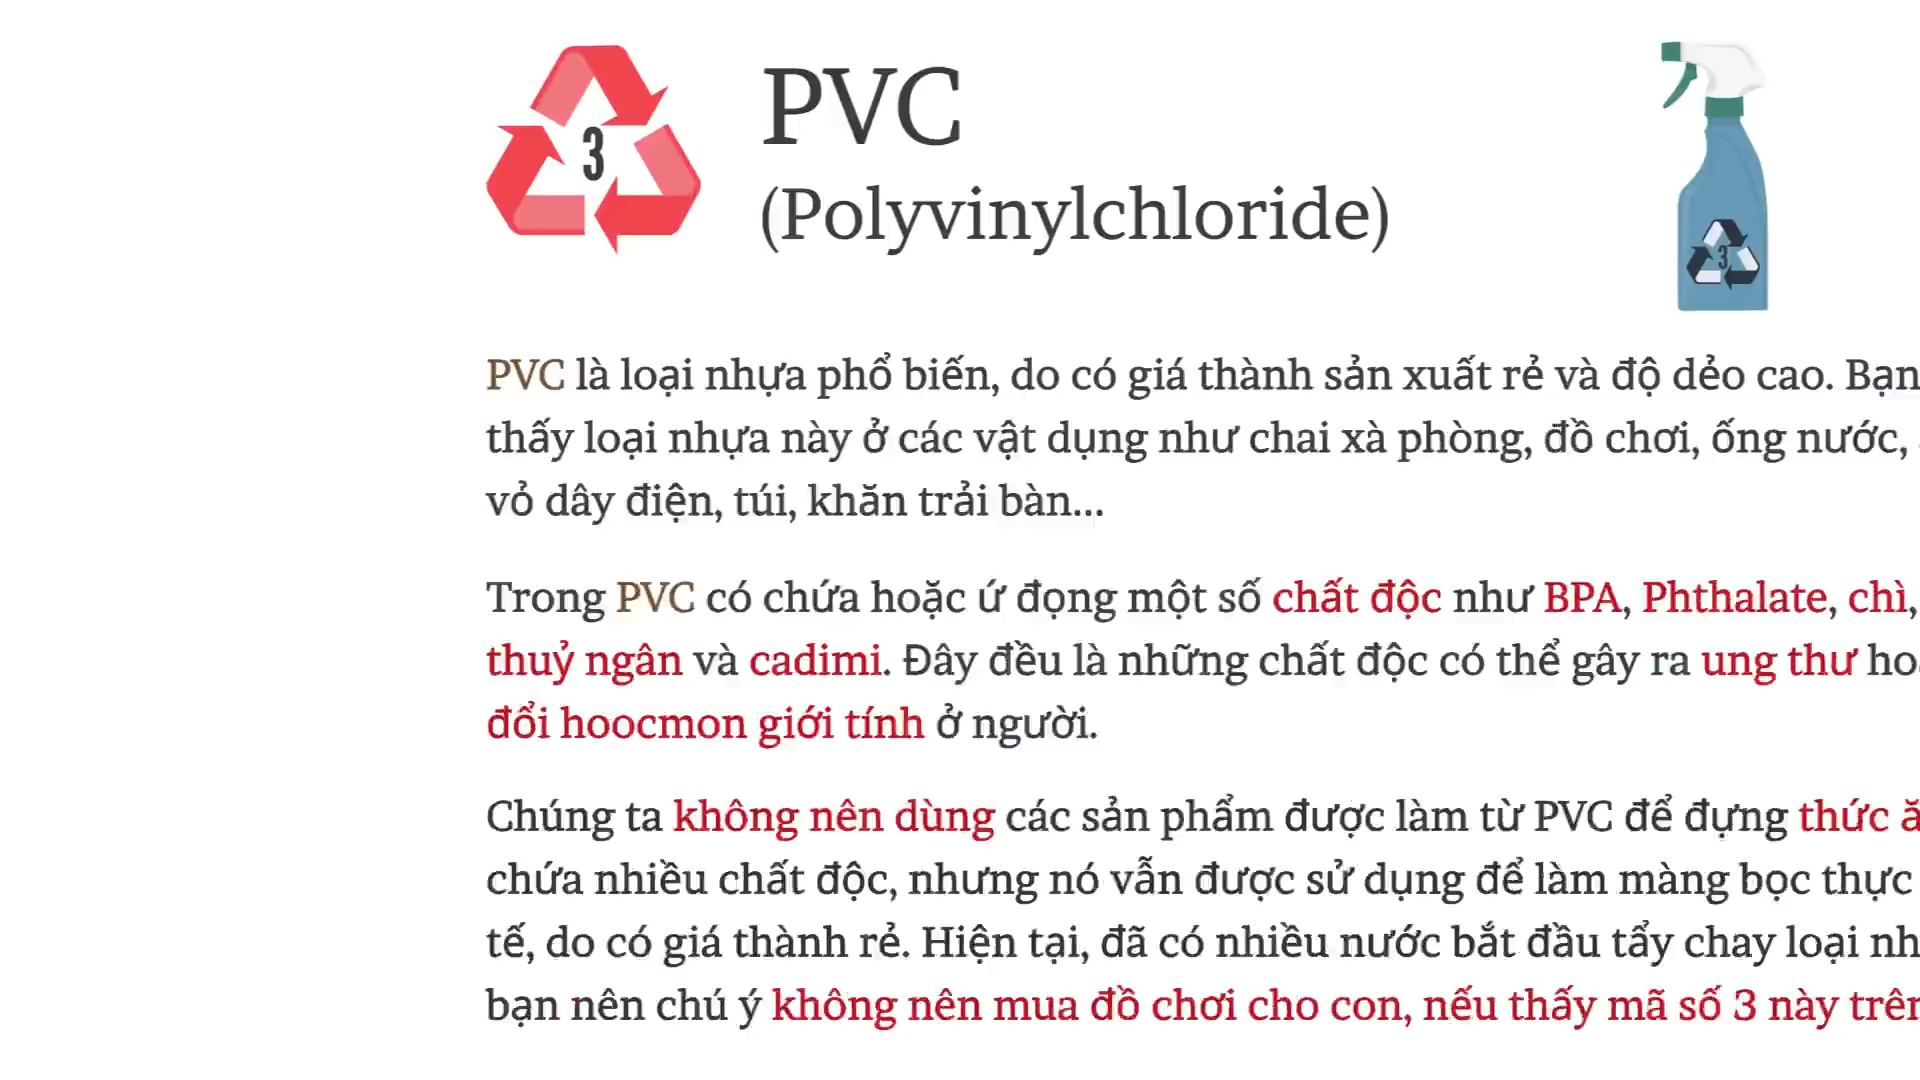 3
PVC
(Polyvinylchloride)
3
PVC là loại nhựa phổ biến, do có giá thành sản xuất rẻ và độ dẻo cao. Bạn
thấy loại nhựa này ở các vật dụng như chai xà phòng, đồ chơi, ống nước,
vỏ dây điện, túi, khăn trải bàn...
Trong PVC có chứa hoặc ứ đọng một số chất độc như BPA, Phthalate, chì,
thuỷ ngân và cadimi. Đây đều là những chất độc có thể gây ra ung thư
đổi hoocmon giới tính ở người.
Chúng ta không nên dùng các sản phẩm được làm từ PVC để đựng thức
chứa nhiều chất độc, nhưng nó vẫn được sử dụng để làm màng bọc thực
tế, do có giá thành rẻ. Hiện tại, đã có nhiều nước bắt đầu tẩy chay loại
bạn nên chú ý không nên mua đồ chơi cho con, nếu thấy mã số 3 này trên